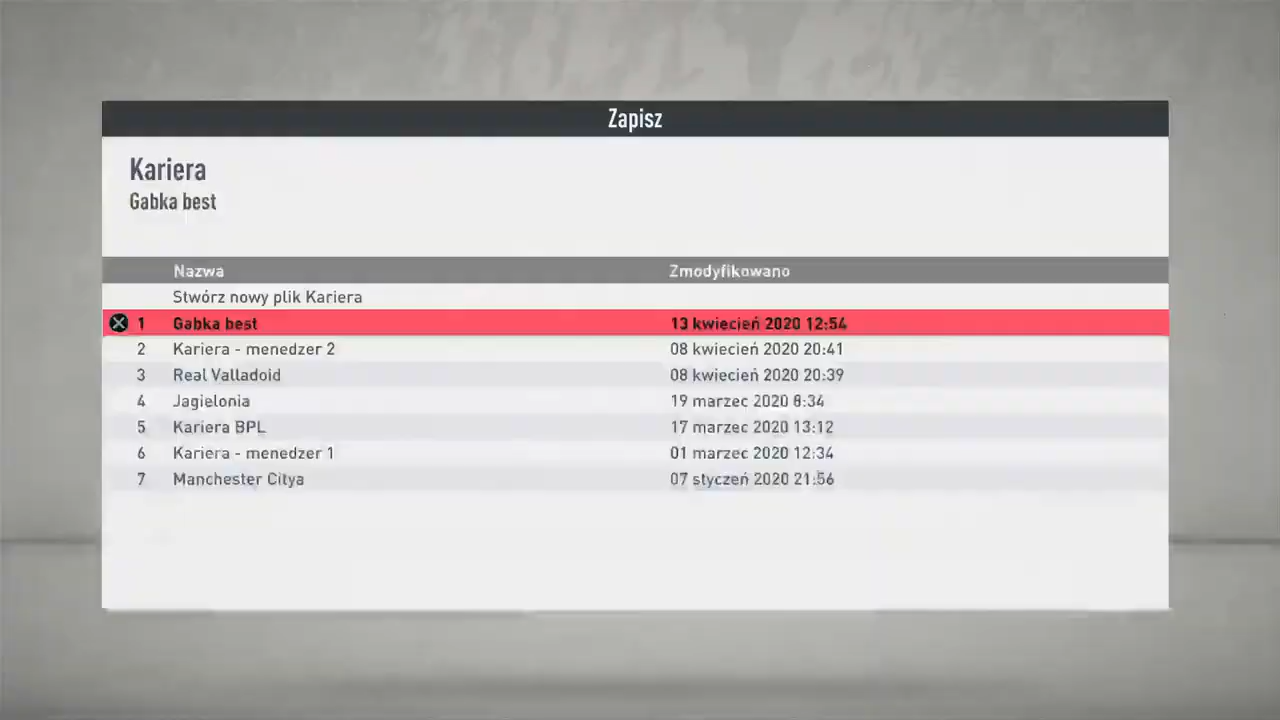 Zapisz
Kariera
Gabka best
Nazwa Zmodyfikowano
Stwórz nowy plik Kariera
1 Gabka best 13 kwiecień 2020 12:54
2 Kariera - menedzer 2 08 kwiecień 2020 20:41
3 Real Valladoid 08 kwiecień 2020 20:39
4 Jagielonia 19 marzec 2020 8:34
5 Kariera BPL 17 marzec 2020 13:12
6 Kariera - menedzer 1 01 marzec 2020 12:34
7 Manchester Citya 07 styczeń 2020 21:56